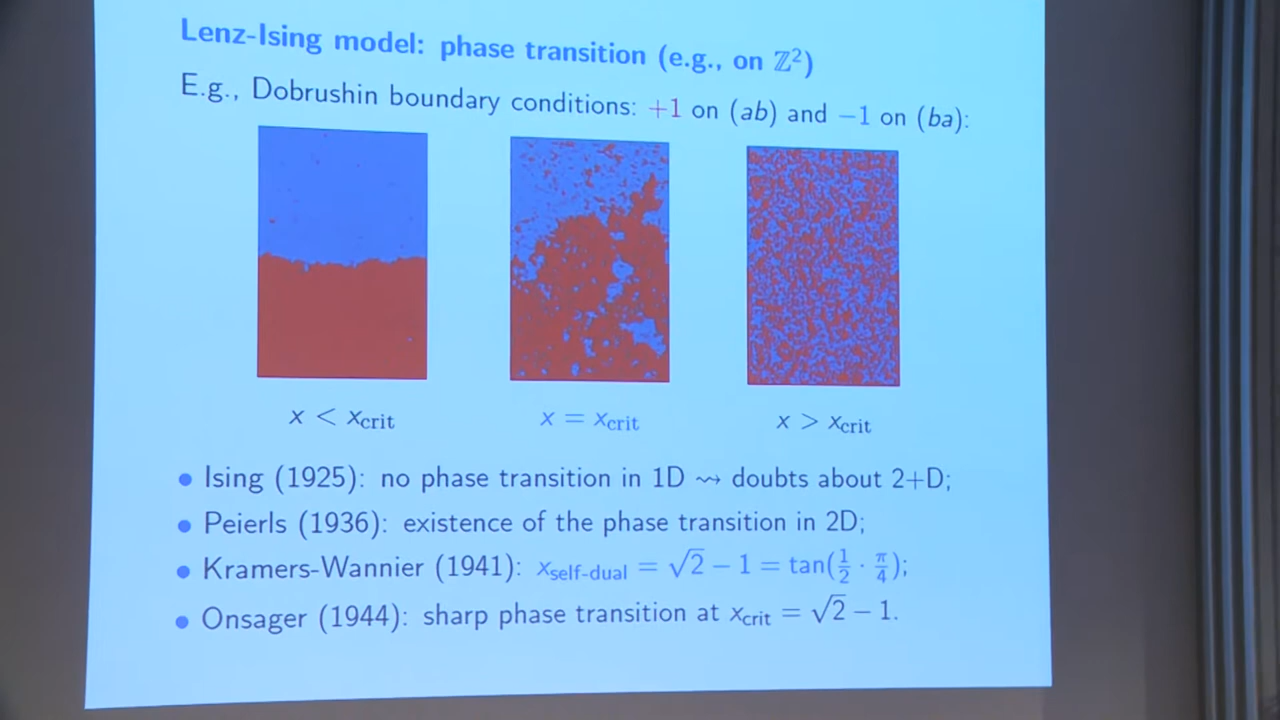 Lenz-Ising model: phase transition (e.g., on ℤ²)
E.g., Dobrushin boundary conditions: +1 on (ab) and −1 on (ba):
x < x_crit
x = x_crit
x > x_crit
• Ising (1925): no phase transition in 1D ⇝ doubts about 2+D;
• Peierls (1936): existence of the phase transition in 2D;
• Kramers-Wannier (1941): x_self-dual = √2 − 1 = tan(½ · π/4);
• Onsager (1944): sharp phase transition at x_crit = √2 − 1.